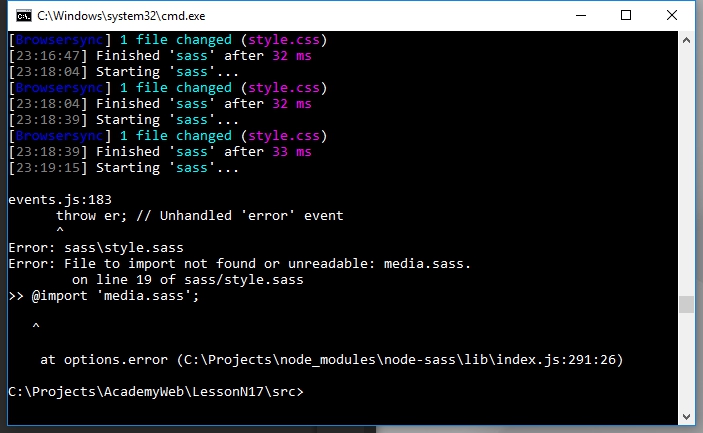 C:\Windows\system32\cmd.exe
[Browsersync] 1 file changed (style.css)
[23:16:47] Finished 'sass' after 32 ms
[23:18:04] Starting 'sass'...
[Browsersync] 1 file changed (style.css)
[23:18:04] Finished 'sass' after 32 ms
[23:18:39] Starting 'sass'...
[Browsersync] 1 file changed (style.css)
[23:18:39] Finished 'sass' after 33 ms
[23:19:15] Starting 'sass'...
events.js:183
      throw er; // Unhandled 'error' event
      ^
Error: sass\style.sass
Error: File to import not found or unreadable: media.sass.
        on line 19 of sass/style.sass
>> @import 'media.sass';
   ^
    at options.error (C:\Projects\node_modules\node-sass\lib\index.js:291:26)
C:\Projects\AcademyWeb\LessonN17\src>